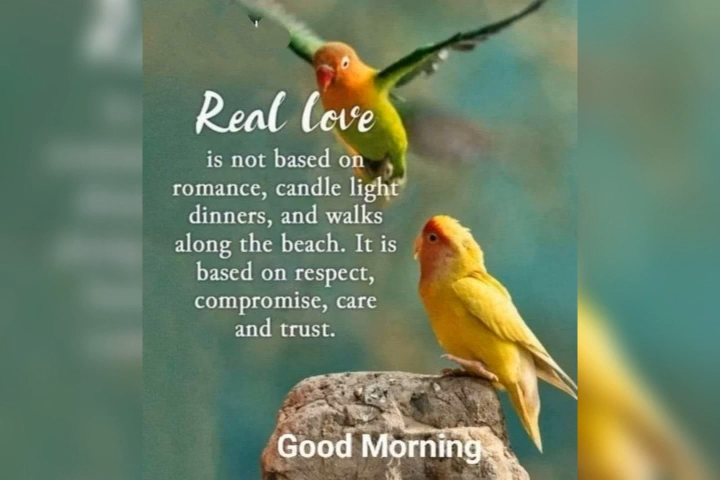 Real love
is not based on
romance, candle light
dinners, and walks
along the beach. It is
based on respect,
compromise, care
and trust.
Good Morning